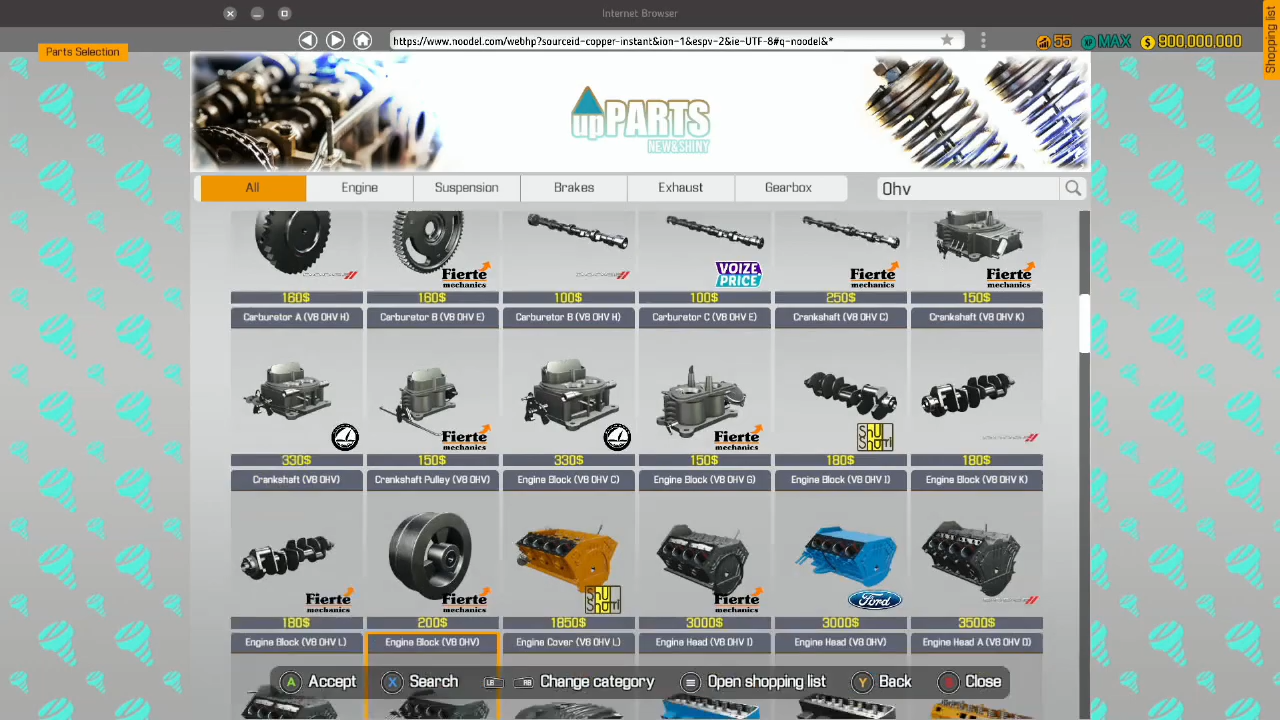 Internet Browser
https://www.noodel.com/webhp?sourceid-copper-instant&ion-1&espv-2&ie-UTF-8#q-noodel&*
Parts Selection
55
XP MAX
$ 900,000,000
Shopping list
upPARTS
NEW&SHINY
All
Engine
Suspension
Brakes
Exhaust
Gearbox
Ohv
Fierte mechanics
VOIZE PRICE
Fierte mechanics
Fierte mechanics
160$
160$
100$
100$
250$
150$
Carburetor A (V8 OHV H)
Carburetor B (V8 OHV E)
Carburetor B (V8 OHV H)
Carburetor C (V8 OHV E)
Crankshaft (V8 OHV C)
Crankshaft (V8 OHV K)
Fierte mechanics
Fierte mechanics
330$
150$
330$
150$
180$
180$
Crankshaft (V8 OHV)
Crankshaft Pulley (V8 OHV)
Engine Block (V8 OHV C)
Engine Block (V8 OHV G)
Engine Block (V8 OHV I)
Engine Block (V8 OHV K)
Fierte mechanics
Fierte mechanics
Fierte mechanics
Ford
180$
200$
1850$
3000$
3000$
3500$
Engine Block (V8 OHV L)
Engine Block (V8 OHV)
Engine Cover (V8 OHV L)
Engine Head (V8 OHV I)
Engine Head (V8 OHV)
Engine Head A (V8 OHV D)
A Accept
X Search
LB RB Change category
Open shopping list
Y Back
B Close